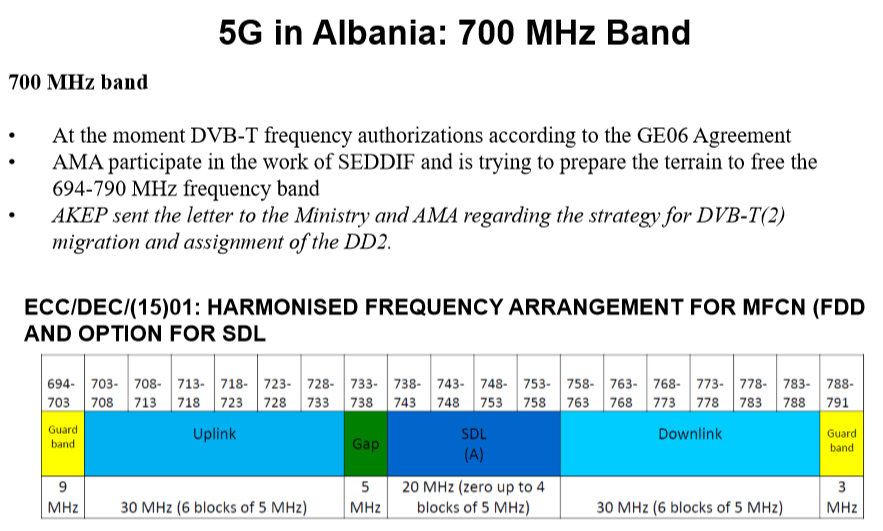 5G in Albania: 700 MHz Band
700 MHz band
• At the moment DVB-T frequency authorizations according to the GE06 Agreement
• AMA participate in the work of SEDDIF and is trying to prepare the terrain to free the
694-790 MHz frequency band
• AKEP sent the letter to the Ministry and AMA regarding the strategy for DVB-T(2)
migration and assignment of the DD2.
ECC/DEC/(15)01: HARMONISED FREQUENCY ARRANGEMENT FOR MFCN (FDD
AND OPTION FOR SDL
694- 703- 708- 713- 718- 723- 728- 733- 738- 743- 748- 753- 758- 763- 768- 773- 778- 783- 788-
703 708 713 718 723 728 733 738 743 748 753 758 763 768 773 778 783 788 791
Guard band Uplink Gap SDL (A) Downlink Guard band
9 MHz 30 MHz (6 blocks of 5 MHz) 5 MHz 20 MHz (zero up to 4 blocks of 5 MHz) 30 MHz (6 blocks of 5 MHz) 3 MHz